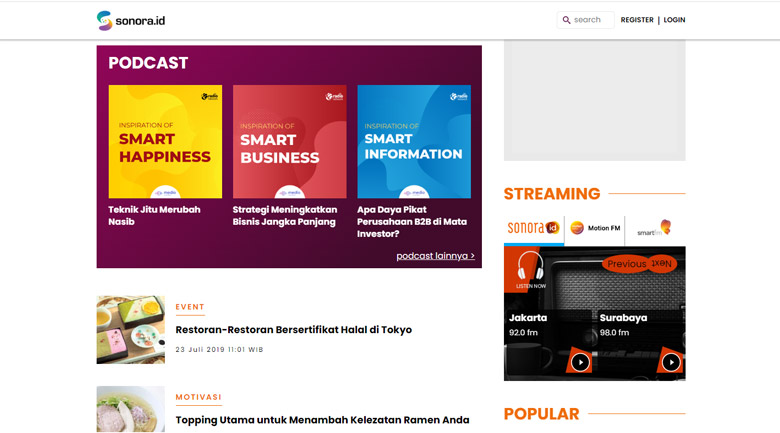 sonora.id
search
REGISTER | LOGIN
PODCAST
INSPIRATION OF
SMART
HAPPINESS
INSPIRATION OF
SMART
BUSINESS
INSPIRATION OF
SMART
INFORMATION
Teknik Jitu Merubah
Nasib
Strategi Meningkatkan
Bisnis Jangka Panjang
Apa Daya Pikat
Perusahaan B2B di Mata
Investor?
podcast lainnya >
EVENT
Restoran-Restoran Bersertifikat Halal di Tokyo
23 Juli 2019 11:01 WIB
MOTIVASI
Topping Utama untuk Menambah Kelezatan Ramen Anda
STREAMING
sonora id
Motion FM
smartfm
Previous
Next
LISTEN NOW
Jakarta
92.0 fm
Surabaya
98.0 fm
POPULAR